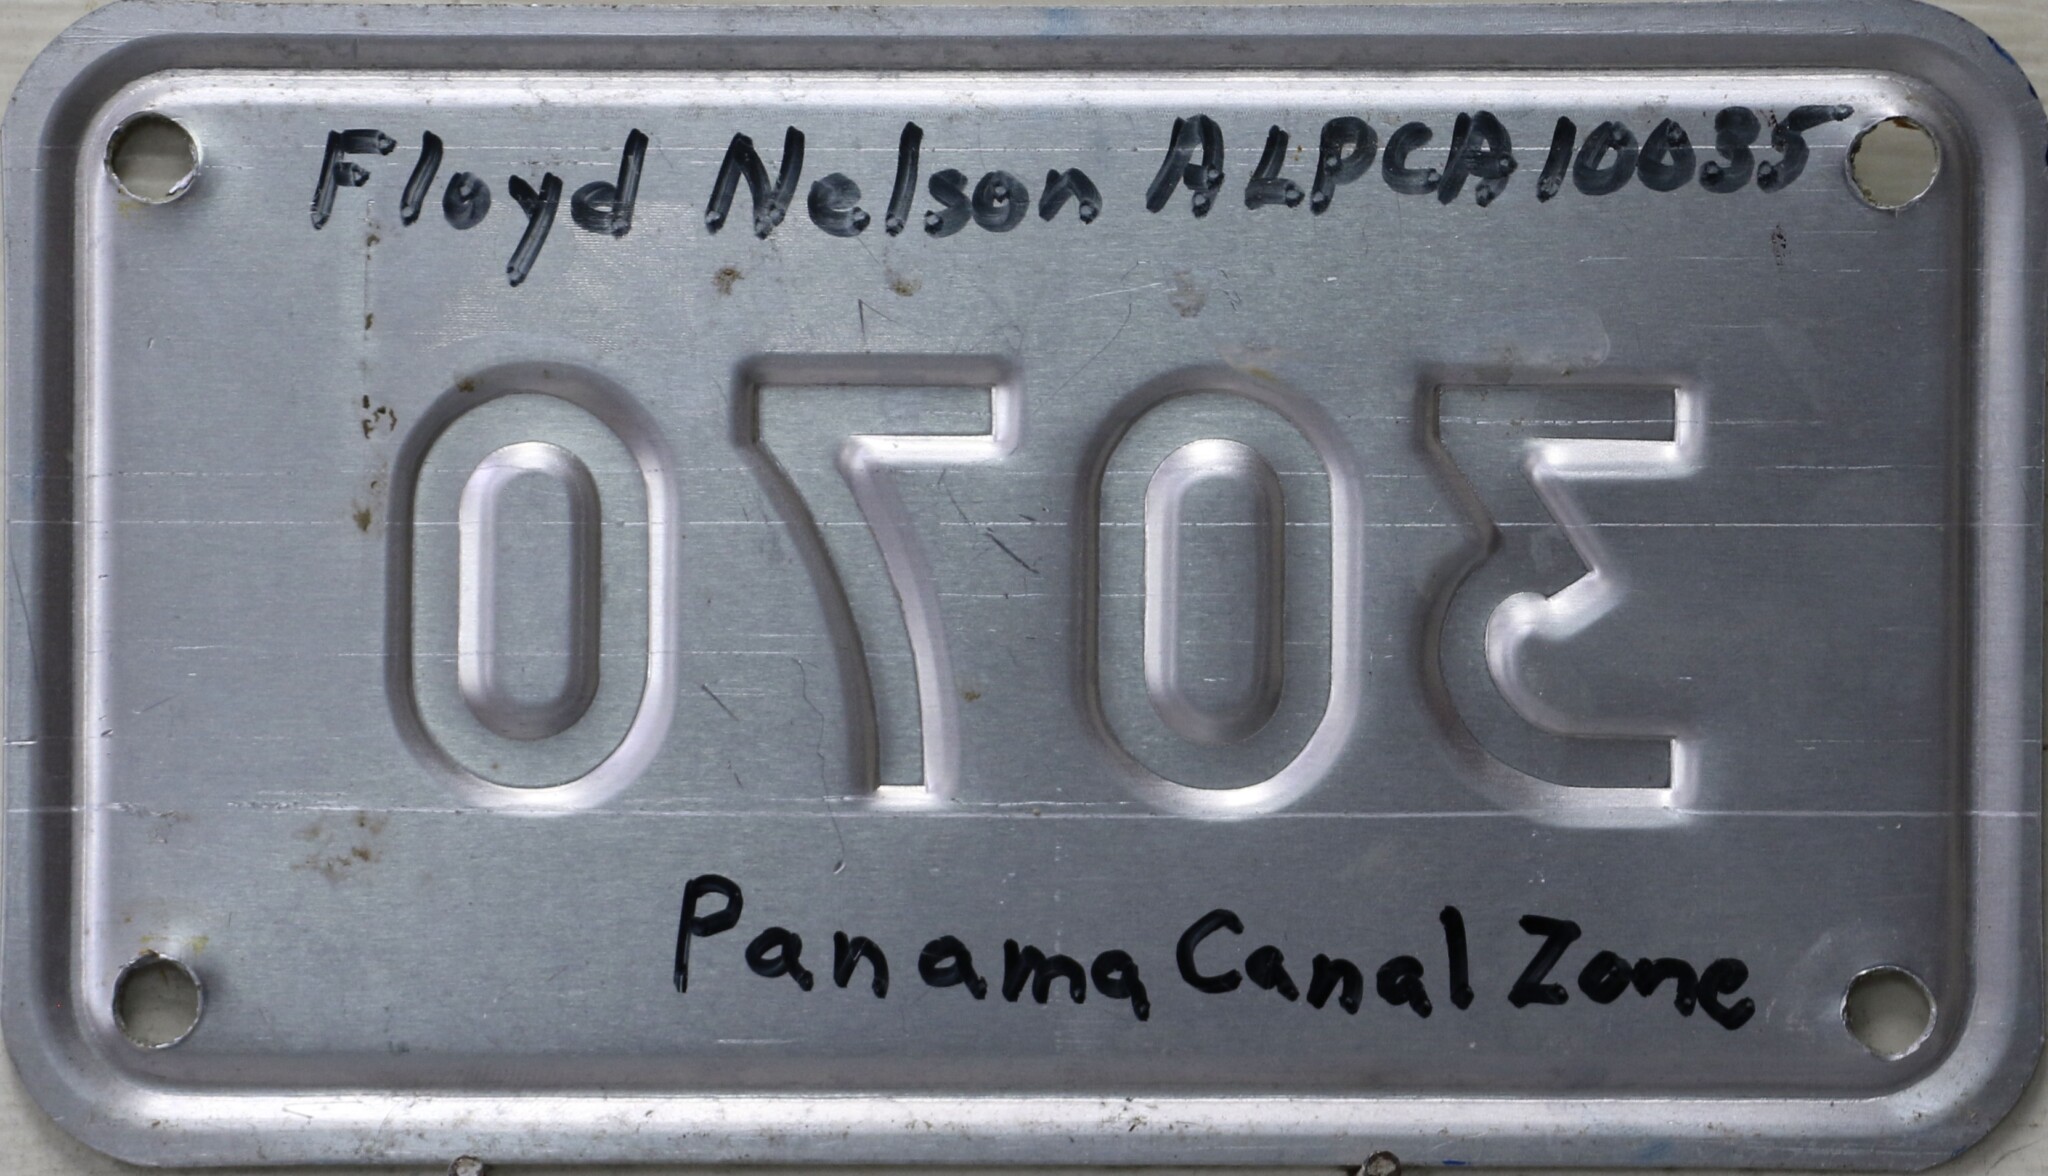 Floyd Nelson ALPCA 10035
3070
Panama Canal Zone